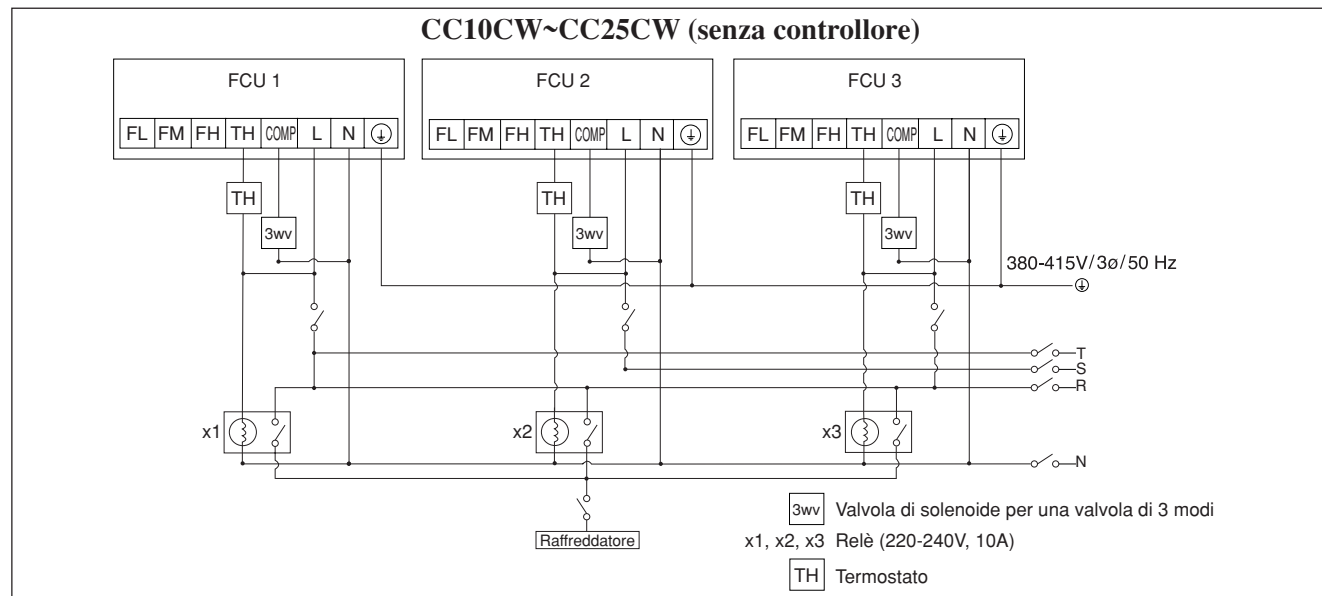 CC10CW~CC25CW (senza controllore)
FCU 1 FCU 2 FCU 3
FL FM FH TH COMP L N FL FM FH TH COMP L N FL FM FH TH COMP L N
TH TH TH
3wv 3wv 3wv
380-415V/3ø/50 Hz
T
S
R
x1 x2 x3
N
Raffreddatore
3wv Valvola di solenoide per una valvola di 3 modi
x1, x2, x3 Relè (220-240V, 10A)
TH Termostato